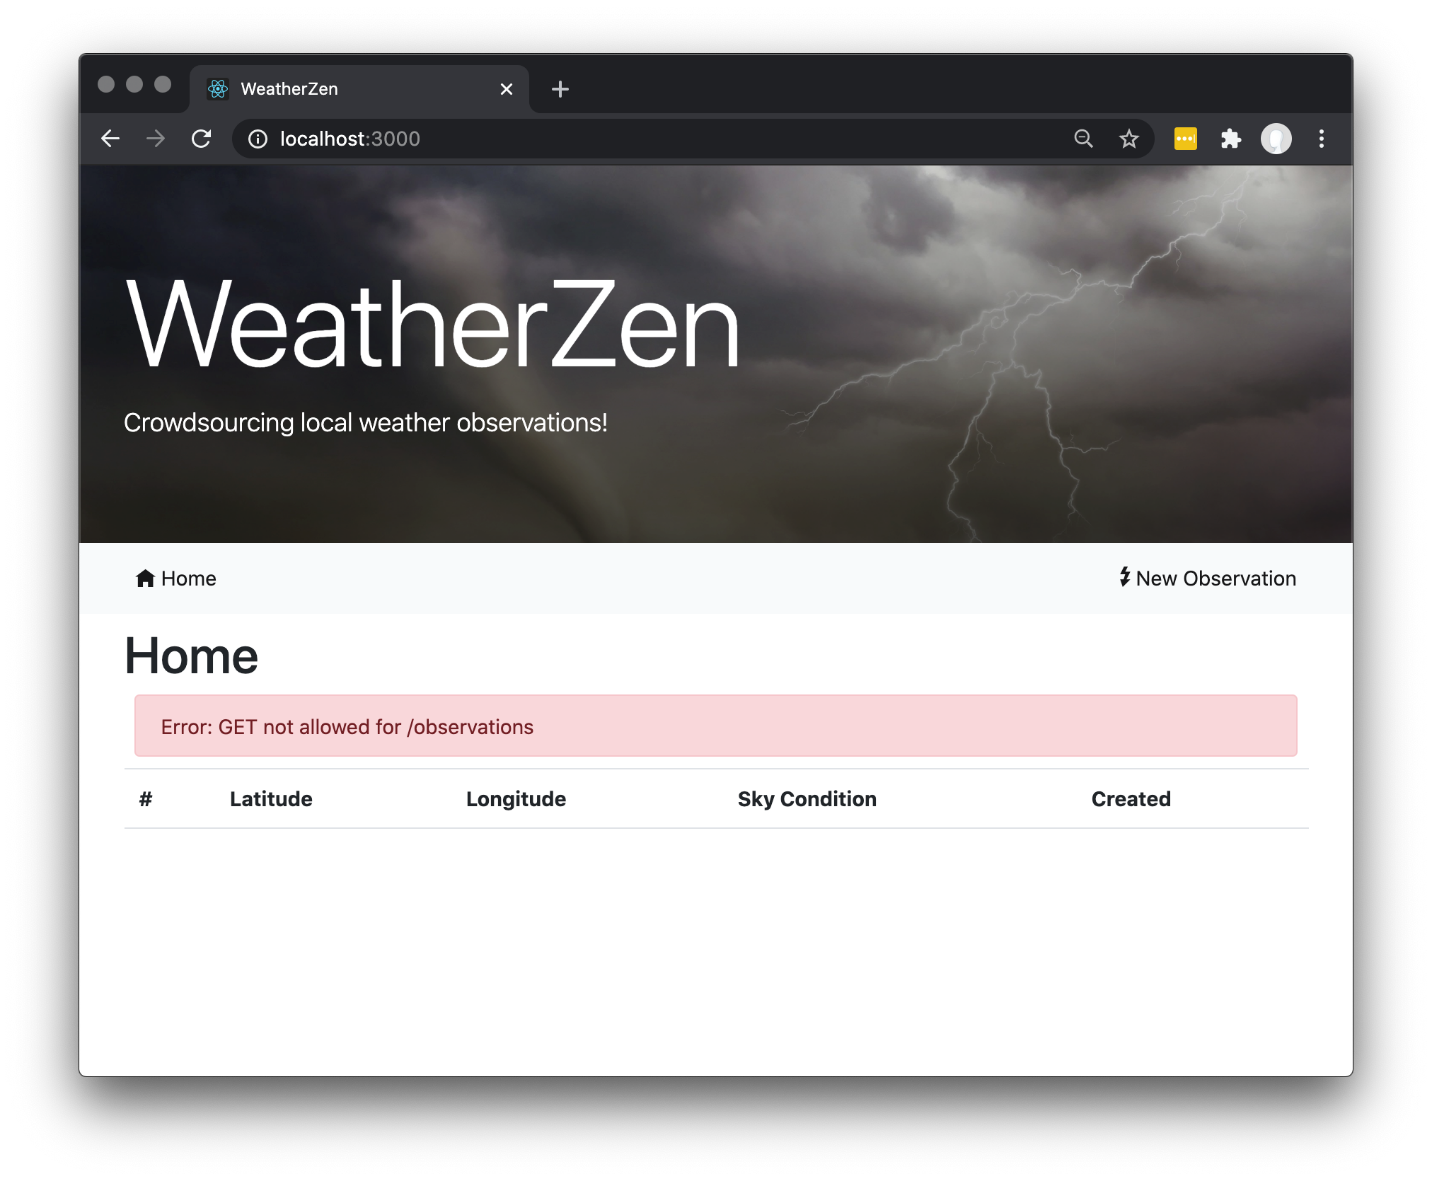 WeatherZen
localhost:3000
WeatherZen
Crowdsourcing local weather observations!
Home New Observation
Home
Error: GET not allowed for /observations
# Latitude Longitude Sky Condition Created